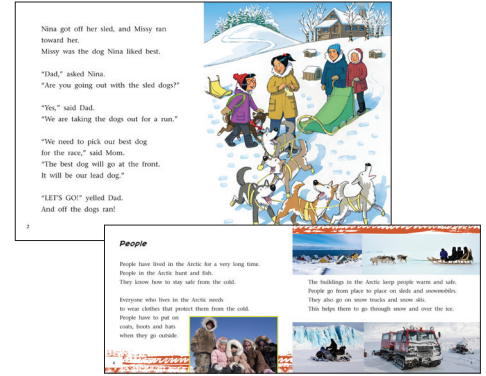 Nina got off her sled, and Missy ran
toward her.
Missy was the dog Nina liked best.
"Dad," asked Nina.
"Are you going out with the sled dogs?"
"Yes," said Dad.
"We are taking the dogs out for a run."
"We need to pick our best dog
for the race," said Mom.
"The best dog will go at the front.
It will be our lead dog."
"LET'S GO!" yelled Dad.
And off the dogs ran!
2
People
People have lived in the Arctic for a very long time.
People in the Arctic hunt and fish.
They know how to stay safe from the cold.
Everyone who lives in the Arctic needs
to wear clothes that protect them from the cold.
People have to put on
coats, boots and hats
when they go outside.
The buildings in the Arctic keep people warm and safe.
People go from place to place on sleds and snowmobiles.
They also go on snow trucks and snow skis.
This helps them to go through snow and over the ice.